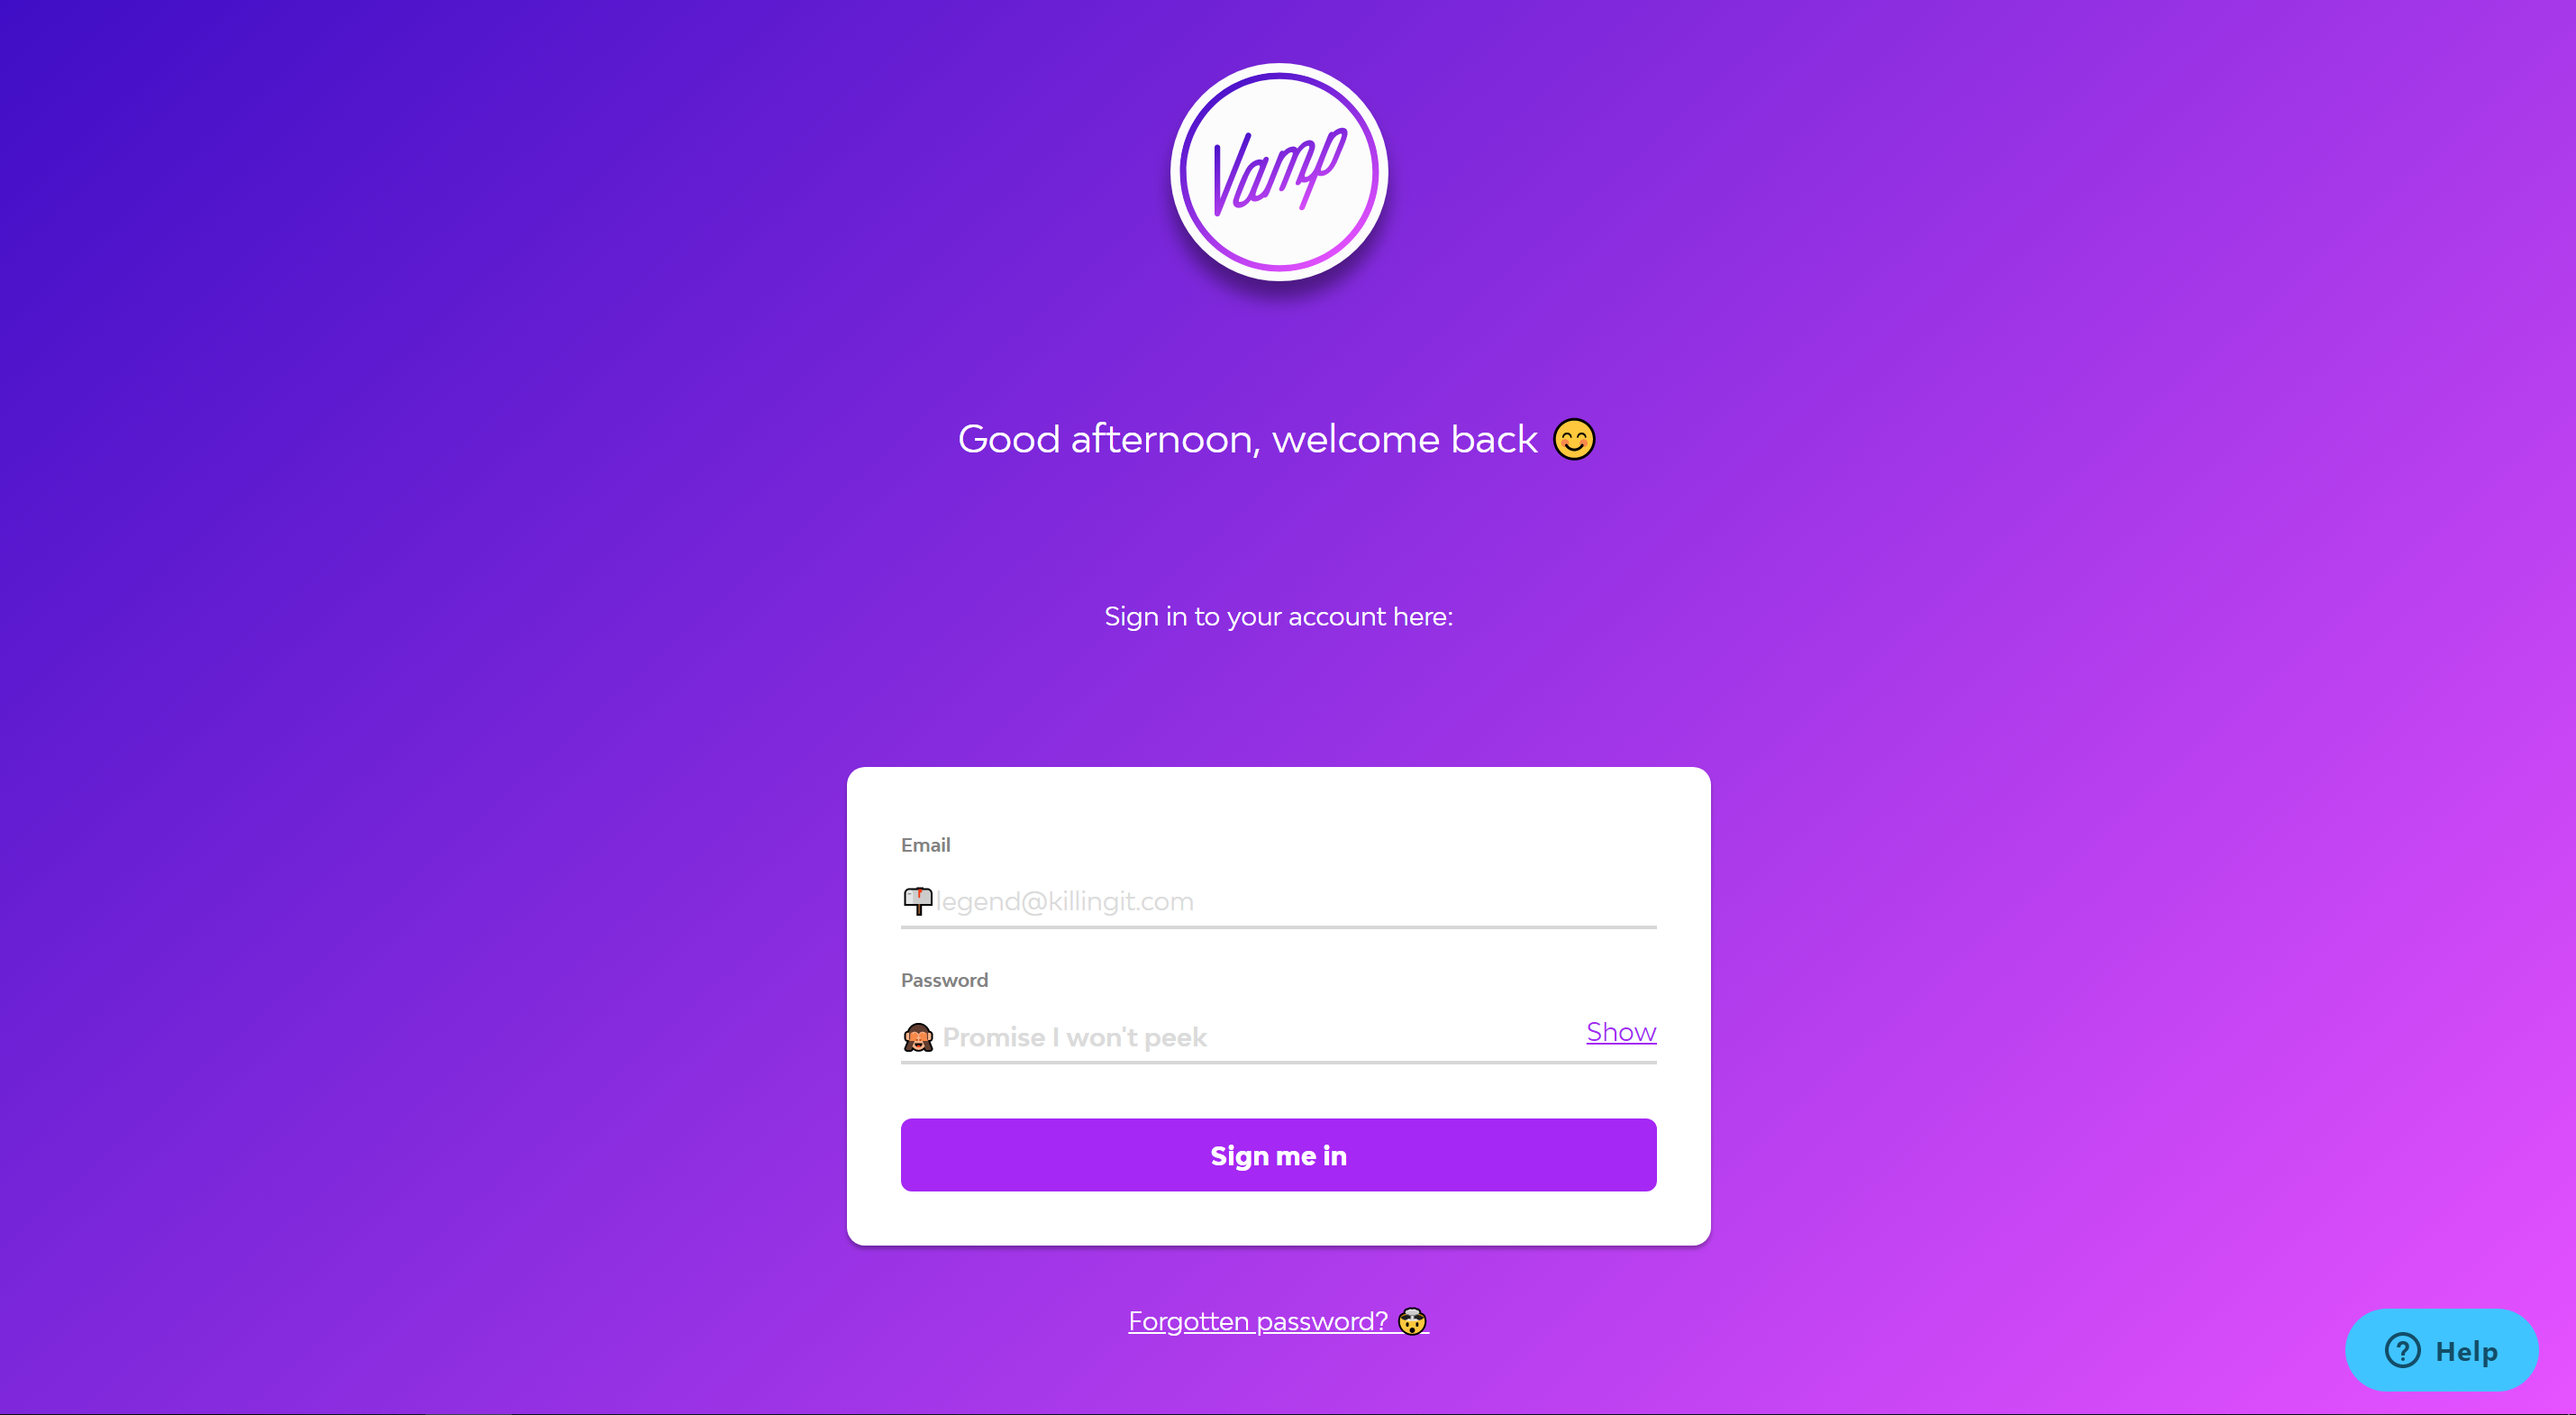 Vamp
Good afternoon, welcome back 😊
Sign in to your account here:
Email
📭legend@killingit.com
Password
🙈 Promise I won't peek
Show
Sign me in
Forgotten password? 🤯
Help